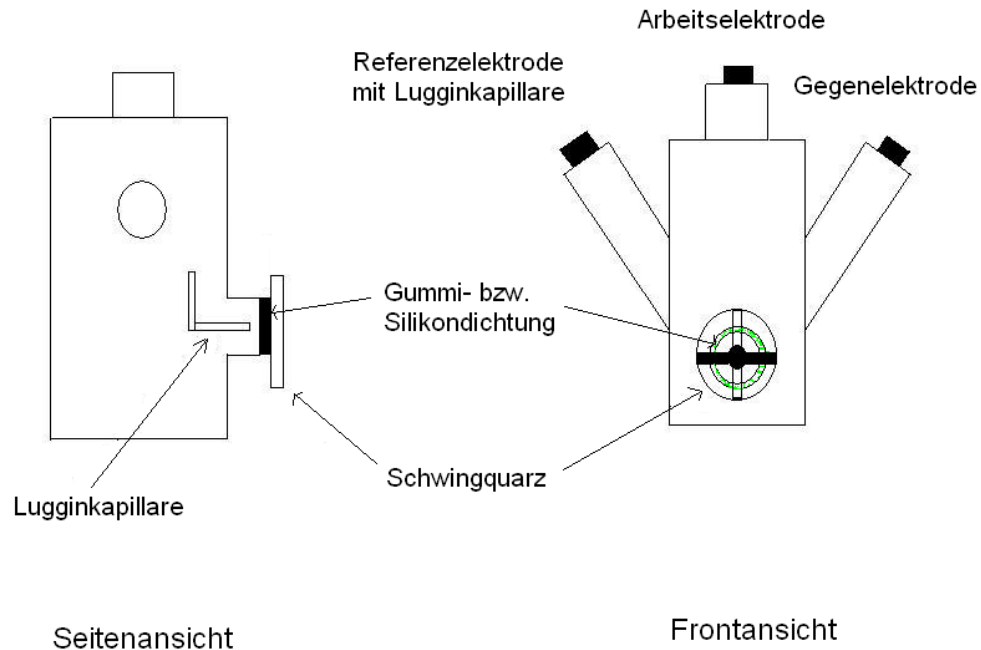 Arbeitselektrode
Referenzelektrode
mit Lugginkapillare
Gegenelektrode
Gummi- bzw.
Silikondichtung
Schwingquarz
Lugginkapillare
Seitenansicht
Frontansicht